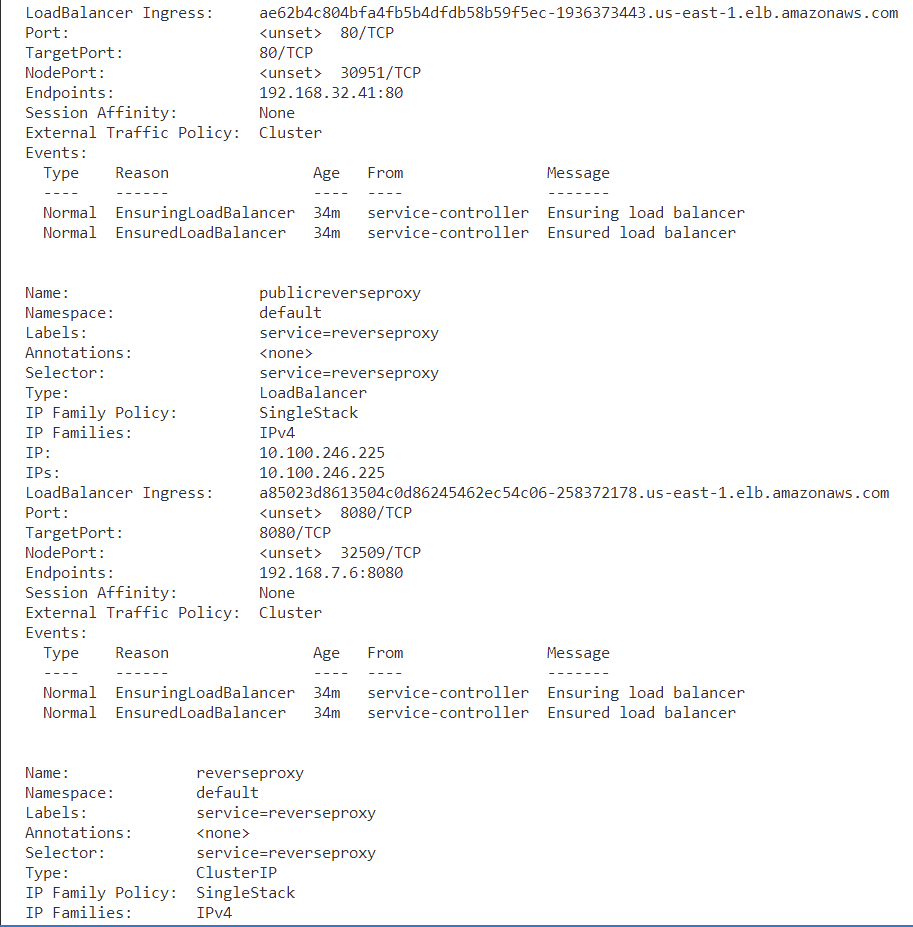 LoadBalancer Ingress:     ae62b4c804bfa4fb5b4dfdb58b59f5ec-1936373443.us-east-1.elb.amazonaws.com
Port:                     <unset>  80/TCP
TargetPort:               80/TCP
NodePort:                 <unset>  30951/TCP
Endpoints:                192.168.32.41:80
Session Affinity:         None
External Traffic Policy:  Cluster
Events:
  Type    Reason                Age   From                Message
  ----    ------                ----  ----                -------
  Normal  EnsuringLoadBalancer  34m   service-controller  Ensuring load balancer
  Normal  EnsuredLoadBalancer   34m   service-controller  Ensured load balancer
Name:                     publicreverseproxy
Namespace:                default
Labels:                   service=reverseproxy
Annotations:              <none>
Selector:                 service=reverseproxy
Type:                     LoadBalancer
IP Family Policy:         SingleStack
IP Families:              IPv4
IP:                       10.100.246.225
IPs:                      10.100.246.225
LoadBalancer Ingress:     a85023d8613504c0d86245462ec54c06-258372178.us-east-1.elb.amazonaws.com
Port:                     <unset>  8080/TCP
TargetPort:               8080/TCP
NodePort:                 <unset>  32509/TCP
Endpoints:                192.168.7.6:8080
Session Affinity:         None
External Traffic Policy:  Cluster
Events:
  Type    Reason                Age   From                Message
  ----    ------                ----  ----                -------
  Normal  EnsuringLoadBalancer  34m   service-controller  Ensuring load balancer
  Normal  EnsuredLoadBalancer   34m   service-controller  Ensured load balancer
Name:              reverseproxy
Namespace:         default
Labels:            service=reverseproxy
Annotations:       <none>
Selector:          service=reverseproxy
Type:              ClusterIP
IP Family Policy:  SingleStack
IP Families:       IPv4